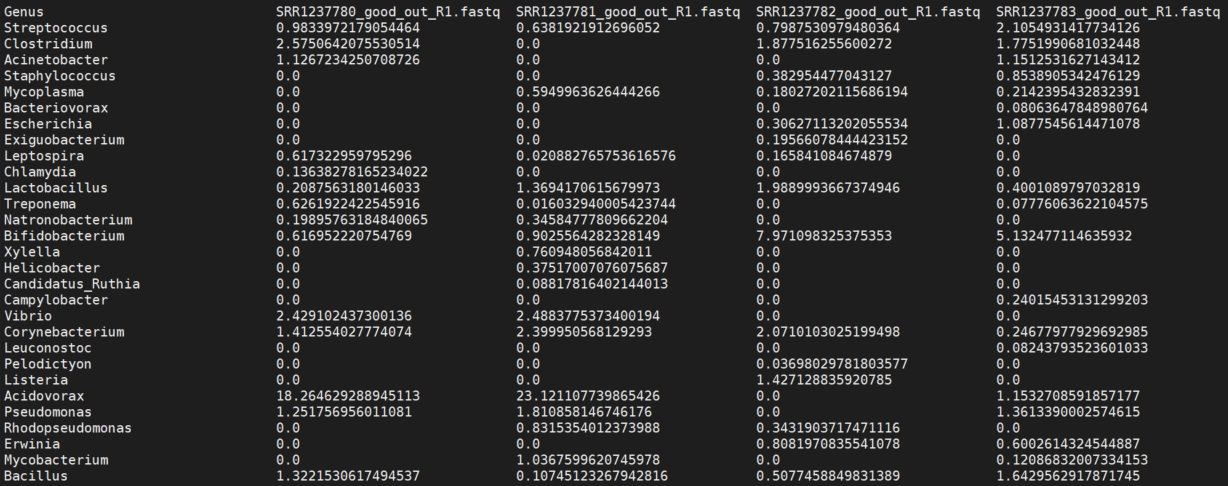 Genus SRR1237780_good_out_R1.fastq SRR1237781_good_out_R1.fastq SRR1237782_good_out_R1.fastq SRR1237783_good_out_R1.fastq
Streptococcus 0.9833972179054464 0.6381921912696052 0.7987530979480364 2.1054931417734126
Clostridium 2.5750642075530514 0.0 1.877516255600272 1.7751990681032448
Acinetobacter 1.1267234250708726 0.0 0.0 1.1512531627143412
Staphylococcus 0.0 0.0 0.382954477043127 0.8538905342476129
Mycoplasma 0.0 0.5949963626444266 0.18027202115686194 0.2142395432832391
Bacteriovorax 0.0 0.0 0.0 0.08063647848980764
Escherichia 0.0 0.0 0.30627113202055534 1.0877545614471078
Exiguobacterium 0.0 0.0 0.19566078444423152 0.0
Leptospira 0.617322959795296 0.020882765753616576 0.165841084674879 0.0
Chlamydia 0.13638278165234022 0.0 0.0 0.0
Lactobacillus 0.2087563180146033 1.3694170615679973 1.9889993667374946 0.4001089797032819
Treponema 0.6261922422545916 0.016032940005423744 0.0 0.07776063622104575
Natronobacterium 0.19895763184840065 0.34584777809662204 0.0 0.0
Bifidobacterium 0.616952220754769 0.9025564282328149 7.971098325375353 5.132477114635932
Xylella 0.0 0.760948056842011 0.0 0.0
Helicobacter 0.0 0.37517007076075687 0.0 0.0
Candidatus_Ruthia 0.0 0.08817816402144013 0.0 0.0
Campylobacter 0.0 0.0 0.0 0.24015453131299203
Vibrio 2.429102437300136 2.4883775373400194 0.0 0.0
Corynebacterium 1.412554027774074 2.399950568129293 2.0710103025199498 0.24677977929692985
Leuconostoc 0.0 0.0 0.0 0.08243793523601033
Pelodictyon 0.0 0.0 0.03698029781803577 0.0
Listeria 0.0 0.0 1.427128835920785 0.0
Acidovorax 18.264629288945113 23.121107739865426 0.0 1.1532708591857177
Pseudomonas 1.251756956011081 1.810858146746176 0.0 1.3613390002574615
Rhodopseudomonas 0.0 0.8315354012373988 0.3431903717471116 0.0
Erwinia 0.0 0.0 0.8081970835541078 0.6002614324544887
Mycobacterium 0.0 1.0367599620745978 0.0 0.12086832007334153
Bacillus 1.3221530617494537 0.10745123267942816 0.5077458849831389 1.6429562917871745